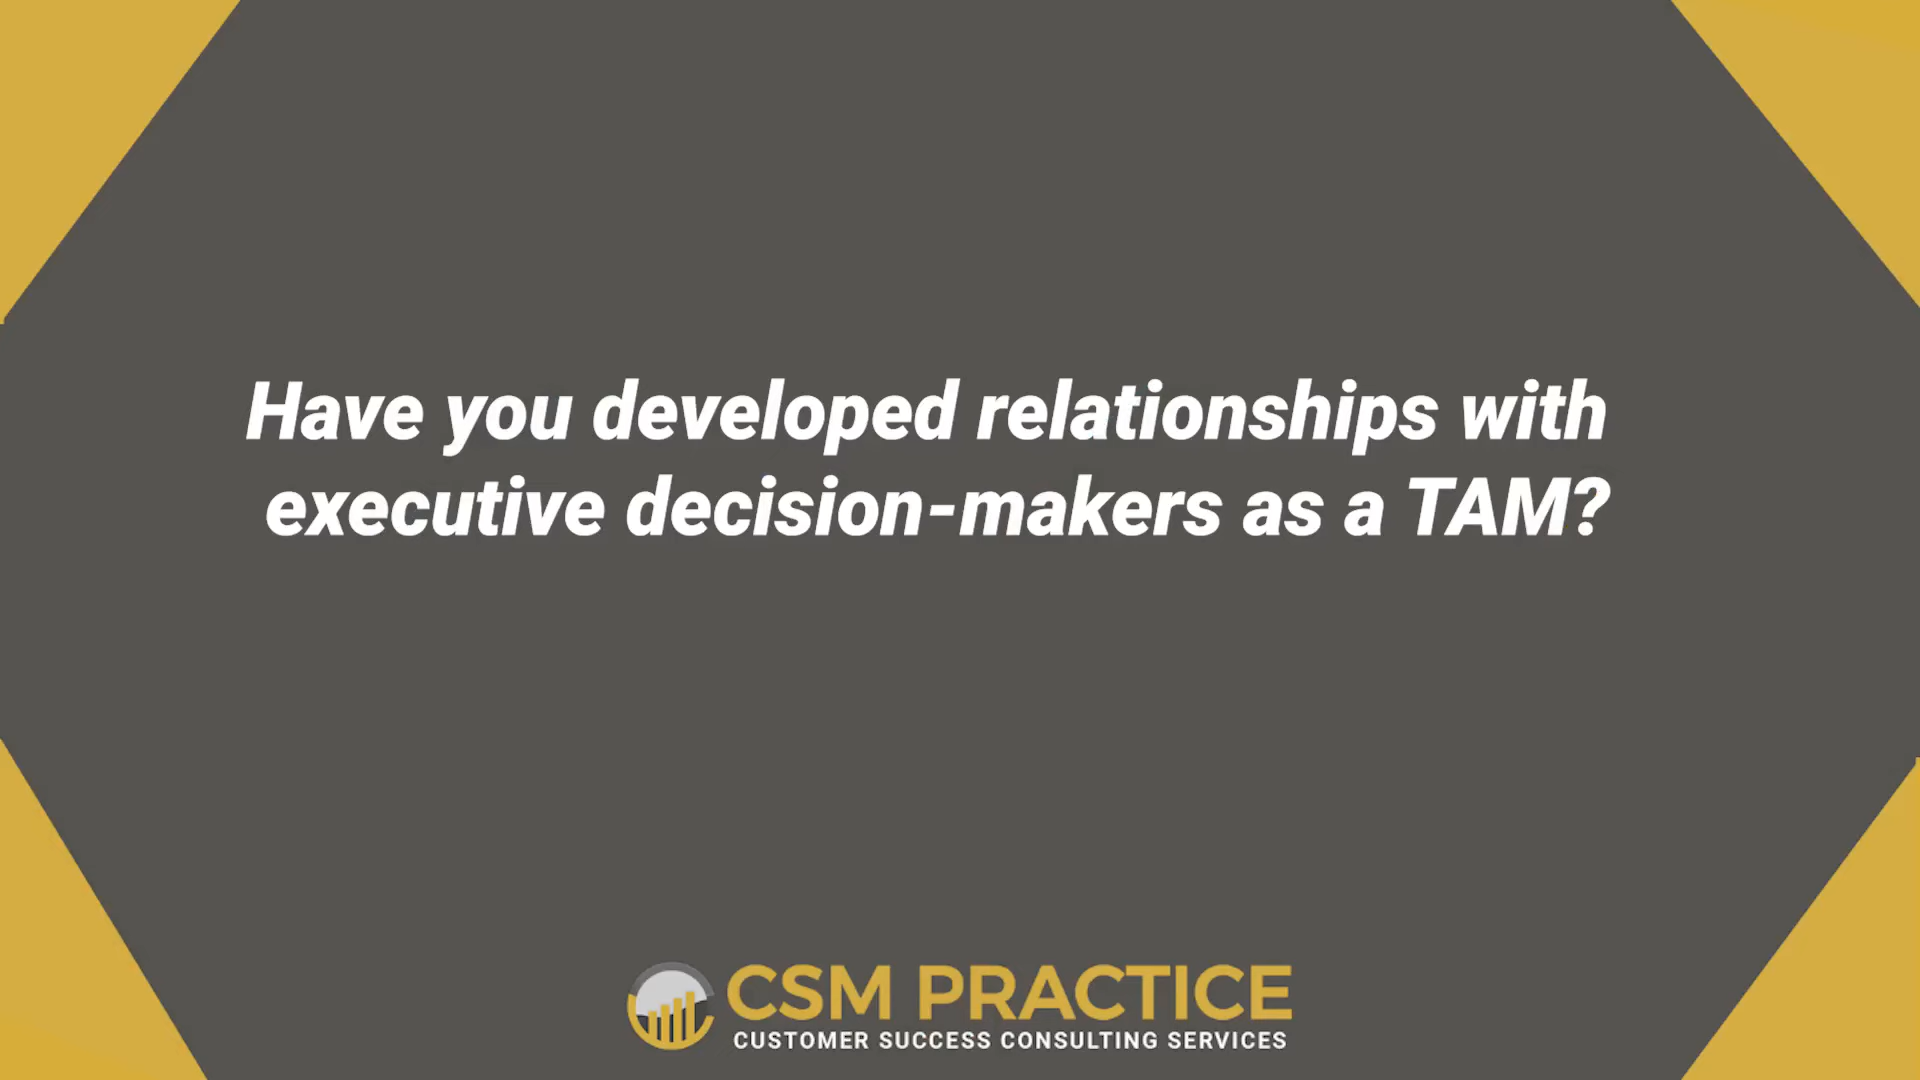 Have you developed relationships with
executive decision-makers as a TAM?
CSM PRACTICE
CUSTOMER SUCCESS CONSULTING SERVICES